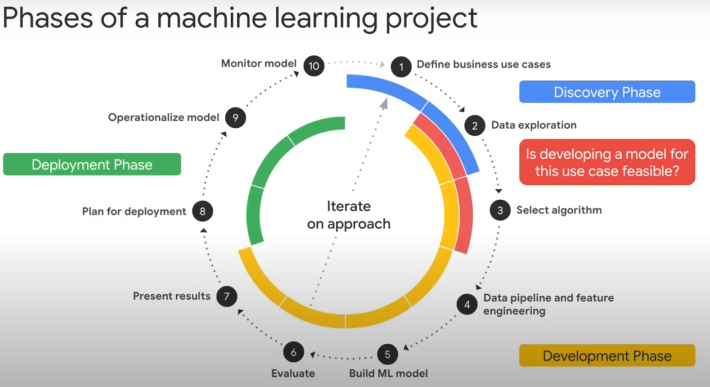 Phases of a machine learning project
Monitor model
10
1
Define business use cases
Discovery Phase
Operationalize model
9
2
Data exploration
Is developing a model for
this use case feasible?
Deployment Phase
Iterate
on approach
Plan for deployment
8
3
Select algorithm
Present results
7
4
Data pipeline and feature
engineering
6
Evaluate
5
Build ML model
Development Phase